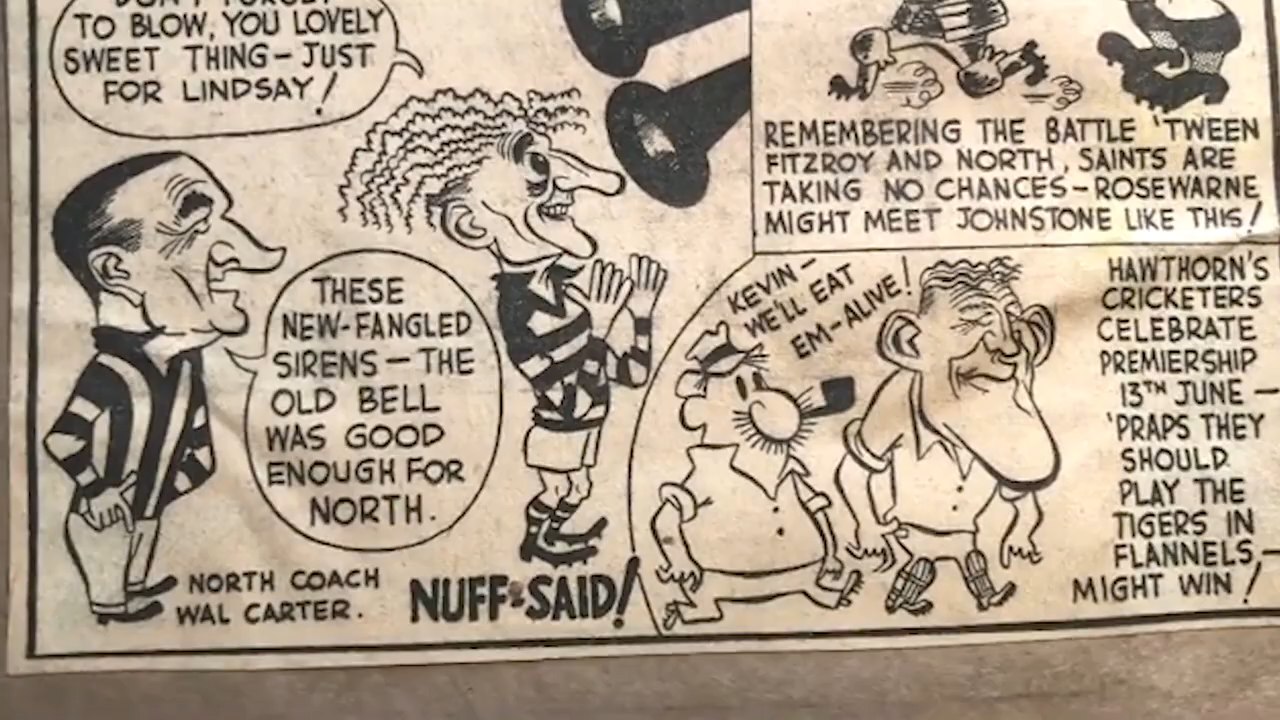 DON'T FORGET
TO BLOW, YOU LOVELY
SWEET THING - JUST
FOR LINDSAY!
THESE
NEW-FANGLED
SIRENS - THE
OLD BELL
WAS GOOD
ENOUGH FOR
NORTH.
NORTH COACH
WAL CARTER.
NUFF-SAID!
REMEMBERING THE BATTLE 'TWEEN
FITZROY AND NORTH, SAINTS ARE
TAKING NO CHANCES - ROSEWARNE
MIGHT MEET JOHNSTONE LIKE THIS!
KEVIN -
WE'LL EAT
EM - ALIVE!
HAWTHORN'S
CRICKETERS
CELEBRATE
PREMIERSHIP
13TH JUNE -
'PRAPS THEY
SHOULD
PLAY THE
TIGERS IN
FLANNELS -
MIGHT WIN!